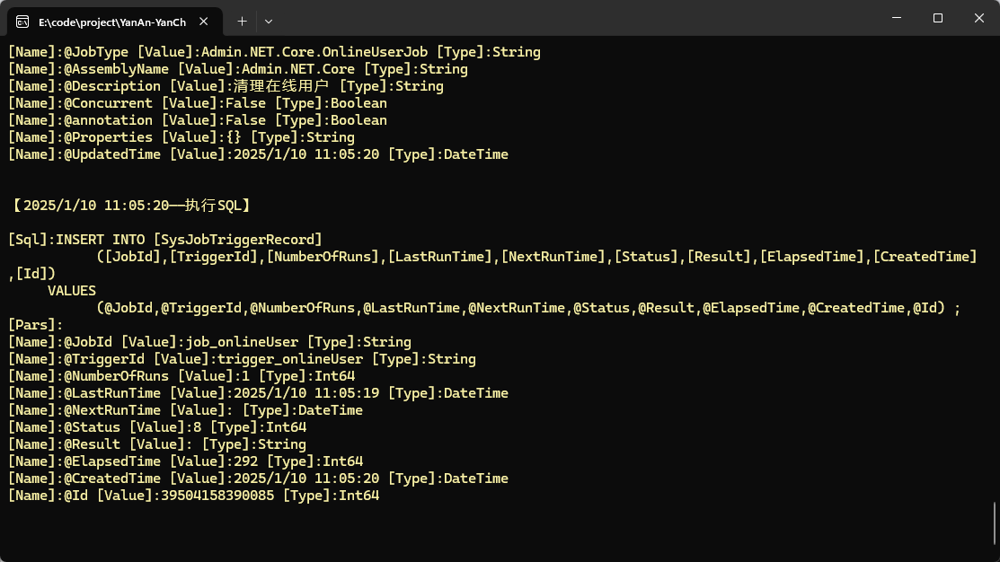 E:\code\project\YanAn-YanCh
[Name]:@JobType [Value]:Admin.NET.Core.OnlineUserJob [Type]:String
[Name]:@AssemblyName [Value]:Admin.NET.Core [Type]:String
[Name]:@Description [Value]:清理在线用户 [Type]:String
[Name]:@Concurrent [Value]:False [Type]:Boolean
[Name]:@annotation [Value]:False [Type]:Boolean
[Name]:@Properties [Value]:{} [Type]:String
[Name]:@UpdatedTime [Value]:2025/1/10 11:05:20 [Type]:DateTime
【2025/1/10 11:05:20——执行SQL】
[Sql]:INSERT INTO [SysJobTriggerRecord]
([JobId],[TriggerId],[NumberOfRuns],[LastRunTime],[NextRunTime],[Status],[Result],[ElapsedTime],[CreatedTime]
,[Id])
VALUES
(@JobId,@TriggerId,@NumberOfRuns,@LastRunTime,@NextRunTime,@Status,@Result,@ElapsedTime,@CreatedTime,@Id) ;
[Pars]:
[Name]:@JobId [Value]:job_onlineUser [Type]:String
[Name]:@TriggerId [Value]:trigger_onlineUser [Type]:String
[Name]:@NumberOfRuns [Value]:1 [Type]:Int64
[Name]:@LastRunTime [Value]:2025/1/10 11:05:19 [Type]:DateTime
[Name]:@NextRunTime [Value]: [Type]:DateTime
[Name]:@Status [Value]:8 [Type]:Int64
[Name]:@Result [Value]: [Type]:String
[Name]:@ElapsedTime [Value]:292 [Type]:Int64
[Name]:@CreatedTime [Value]:2025/1/10 11:05:20 [Type]:DateTime
[Name]:@Id [Value]:39504158390085 [Type]:Int64